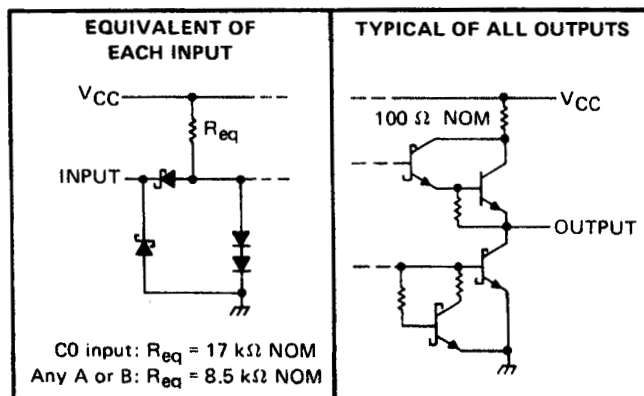 EQUIVALENT OF
EACH INPUT
VCC
Req
INPUT
C0 input: Req = 17 kΩ NOM
Any A or B: Req = 8.5 kΩ NOM
TYPICAL OF ALL OUTPUTS
VCC
100 Ω NOM
OUTPUT